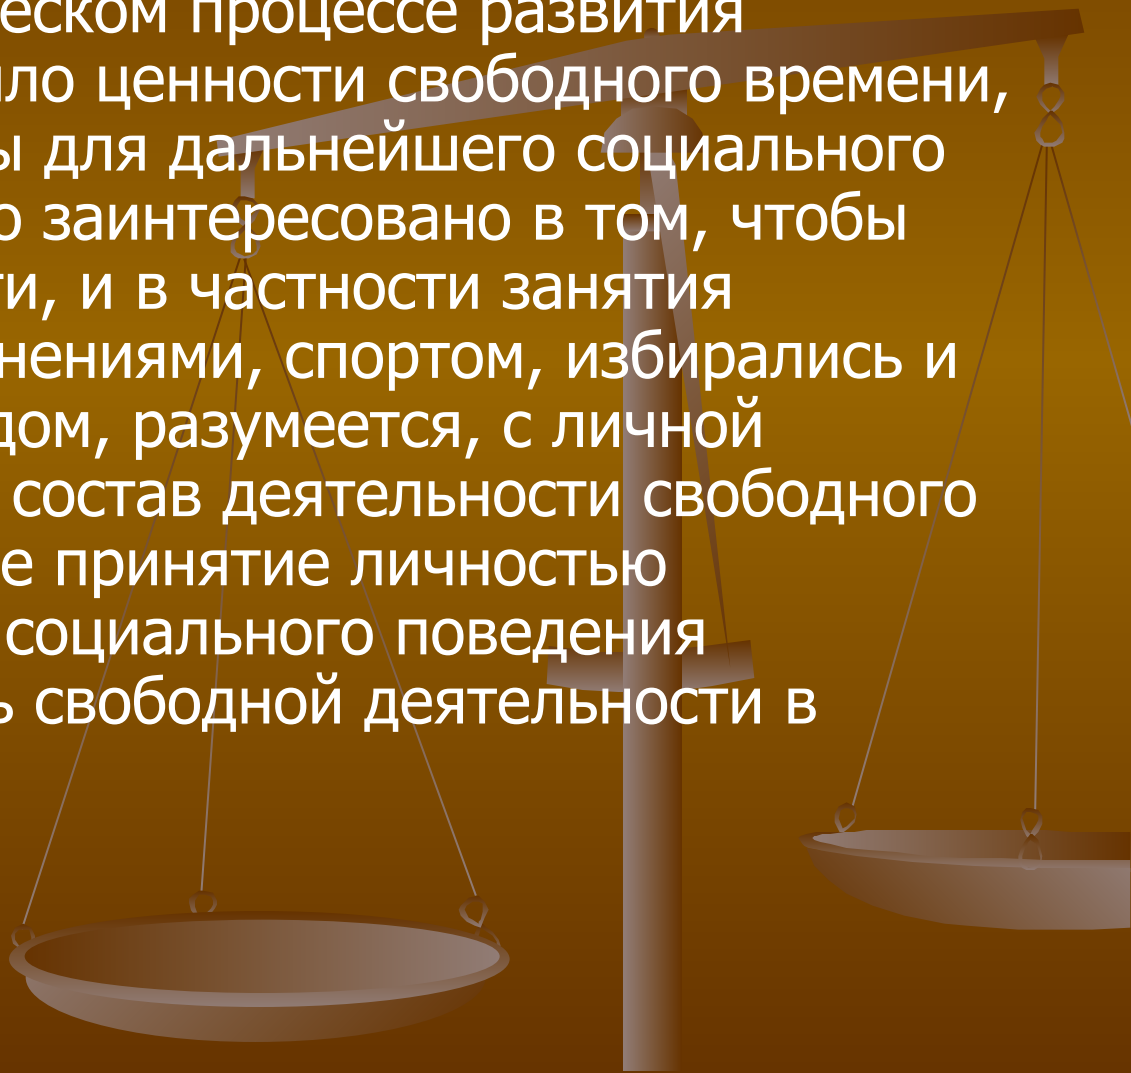 еском процессе развития
ло ценности свободного времени,
ы для дальнейшего социального
о заинтересовано в том, чтобы
ти, и в частности занятия
нениями, спортом, избирались и
дом, разумеется, с личной
состав деятельности свободного
е принятие личностью
социального поведения
ь свободной деятельности в